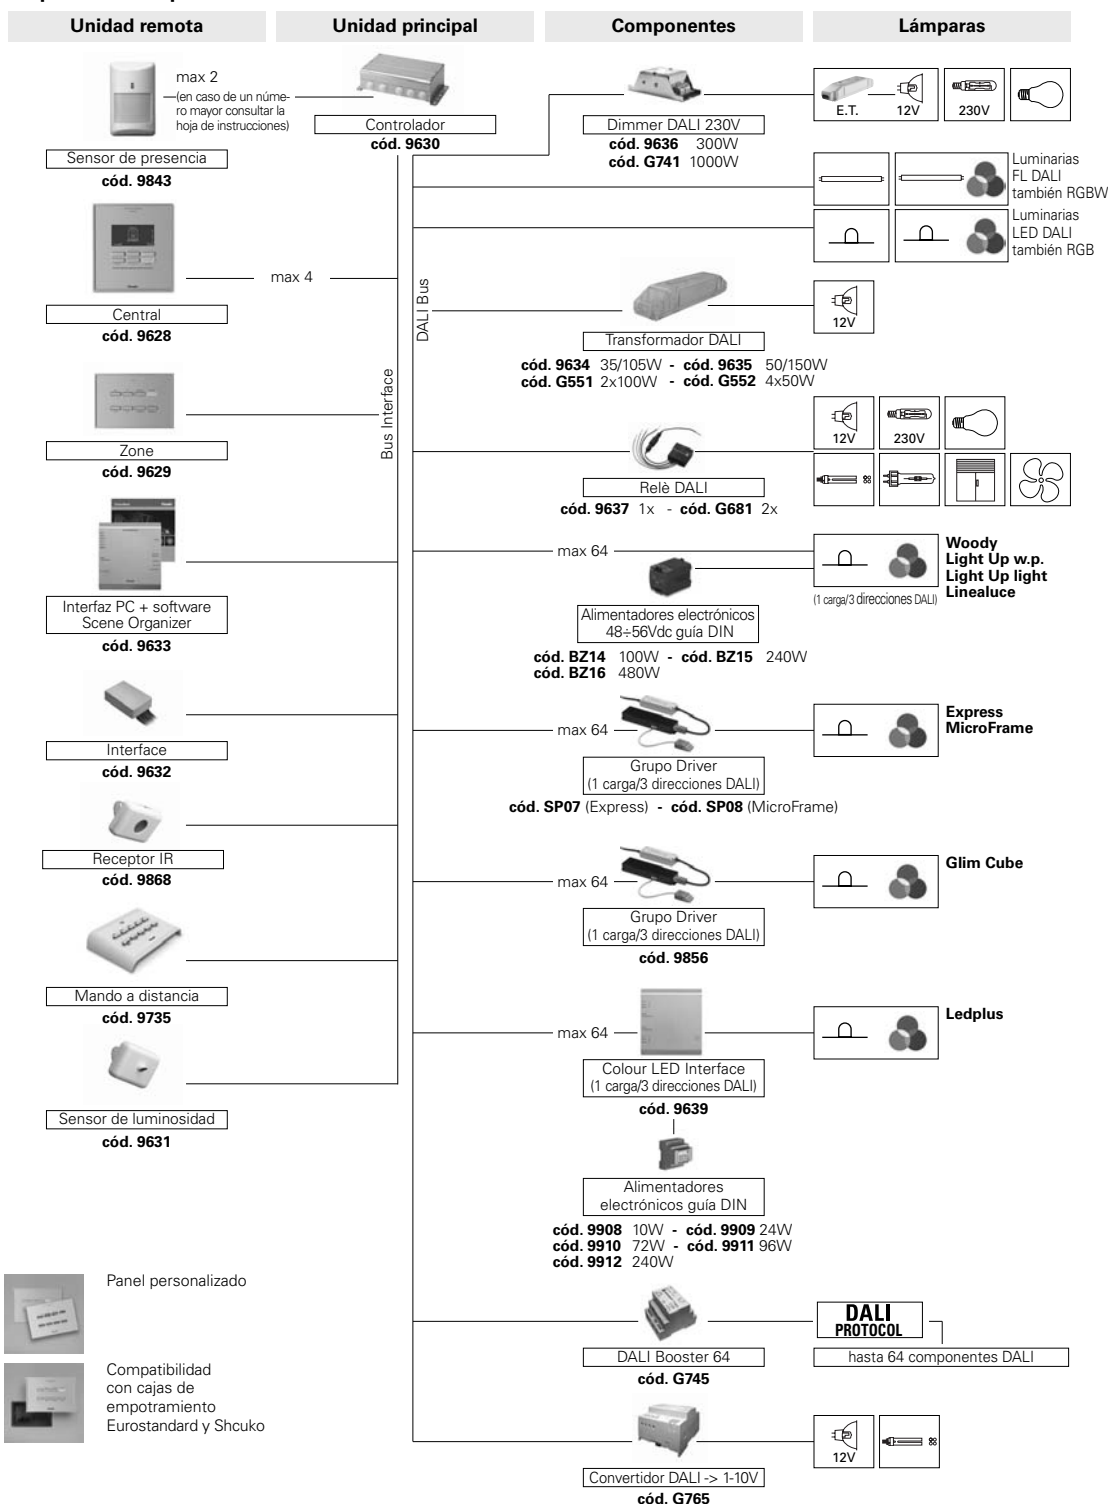 Unidad remota
Unidad principal
Componentes
Lámparas
max 2
(en caso de un núme-
ro mayor consultar la
hoja de instrucciones)
Sensor de presencia
cód. 9843
Central
cód. 9628
max 4
Zone
cód. 9629
Interfaz PC + software
Scene Organizer
cód. 9633
Interface
cód. 9632
Receptor IR
cód. 9868
Mando a distancia
cód. 9735
Sensor de luminosidad
cód. 9631
Panel personalizado
Compatibilidad
con cajas de
empotramiento
Eurostandard y Shcuko
Controlador
cód. 9630
Bus Interface
DALI Bus
Dimmer DALI 230V
cód. 9636 300W
cód. G741 1000W
Transformador DALI
cód. 9634 35/105W - cód. 9635 50/150W
cód. G551 2x100W - cód. G552 4x50W
Relè DALI
cód. 9637 1x - cód. G681 2x
max 64
Alimentadores electrónicos
48÷56Vdc guía DIN
cód. BZ14 100W - cód. BZ15 240W
cód. BZ16 480W
max 64
Grupo Driver
(1 carga/3 direcciones DALI)
cód. SP07 (Express) - cód. SP08 (MicroFrame)
max 64
Grupo Driver
(1 carga/3 direcciones DALI)
cód. 9856
max 64
Colour LED Interface
(1 carga/3 direcciones DALI)
cód. 9639
Alimentadores
electrónicos guía DIN
cód. 9908 10W - cód. 9909 24W
cód. 9910 72W - cód. 9911 96W
cód. 9912 240W
DALI Booster 64
cód. G745
Convertidor DALI -> 1-10V
cód. G765
E.T.
12V
230V
Luminarias
FL DALI
también RGBW
Luminarias
LED DALI
también RGB
12V
12V
230V
(1 carga/3 direcciones DALI)
Woody
Light Up w.p.
Light Up light
Linealuce
Express
MicroFrame
Glim Cube
Ledplus
DALI
PROTOCOL
hasta 64 componentes DALI
12V